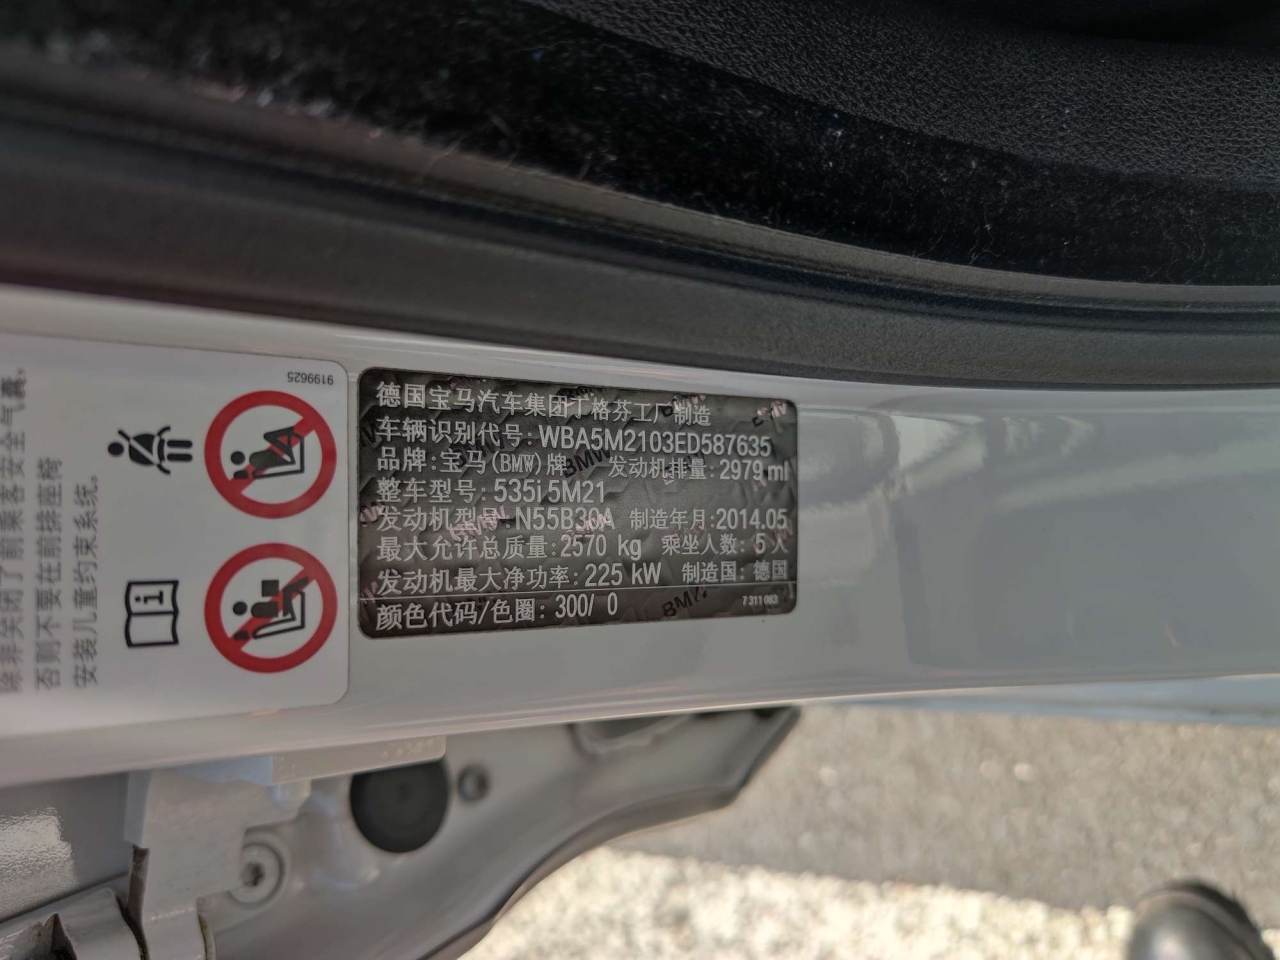 德国宝马汽车集团丁格芬工厂制造
车辆识别代号: WBA5M2103ED587635
品牌:宝马(BMW)牌 发动机排量: 2979 ml
整车型号: 535i 5M21
发动机型号: N55B30A 制造年月:2014.05
最大允许总质量: 2570 kg 乘坐人数: 5 人
发动机最大净功率: 225 kW 制造国: 德国
颜色代码/色圈: 300/ 0 7 311 083
9199625
除非关闭了前乘客安全气囊,
否则不要在前排座椅
安装儿童约束系统。